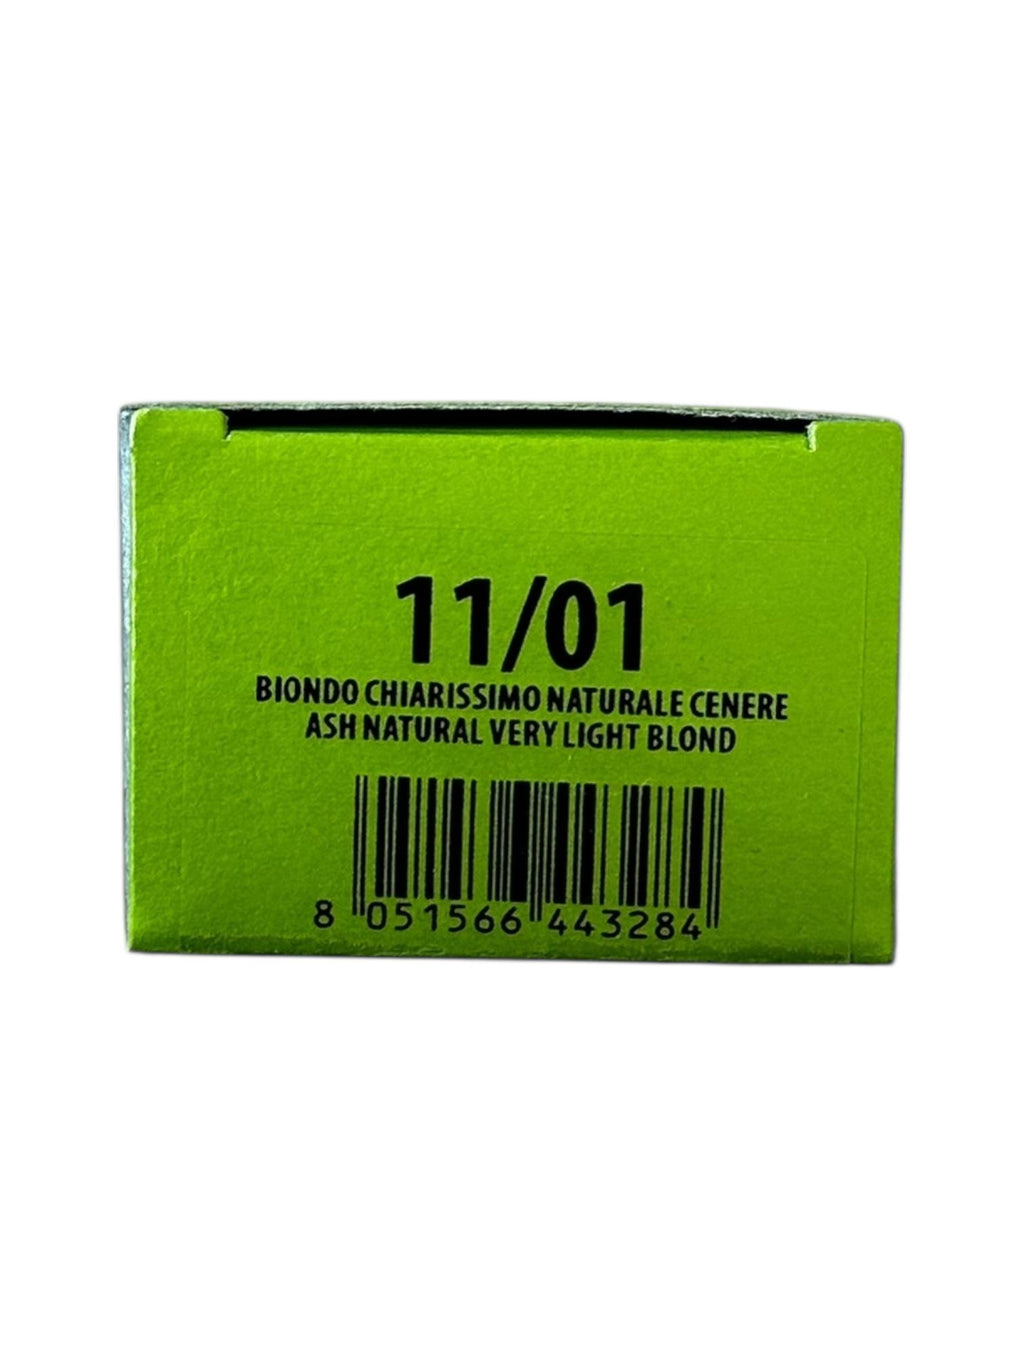 11/01
BIONDO CHIARISSIMO NATURALE CENERE
ASH NATURAL VERY LIGHT BLOND
8 051566 443284